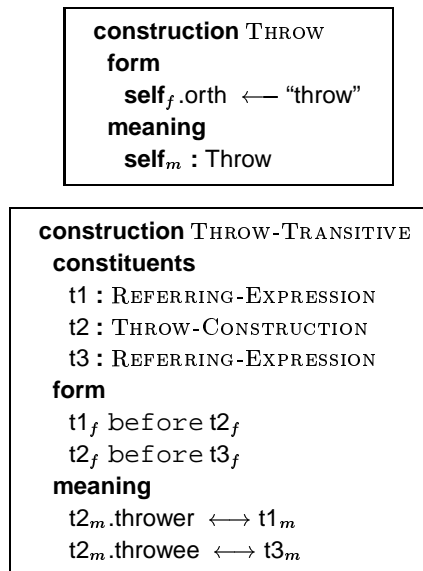 construction THROW
form
self_f.orth ⟵ “throw”
meaning
self_m : Throw
construction THROW-TRANSITIVE
constituents
t1 : REFERRING-EXPRESSION
t2 : THROW-CONSTRUCTION
t3 : REFERRING-EXPRESSION
form
t1_f before t2_f
t2_f before t3_f
meaning
t2_m.thrower ⟷ t1_m
t2_m.throwee ⟷ t3_m